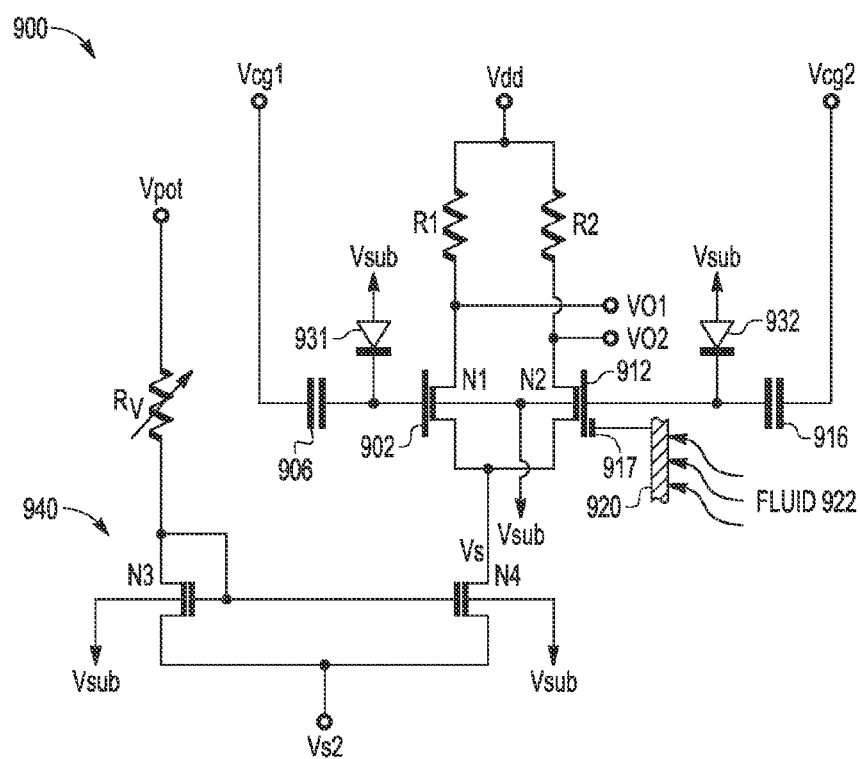 900
Vcg1
Vdd
Vcg2
Vpot
R1
R2
Vsub
Vsub
931
VO1
932
VO2
N1
N2
912
RV
906
902
917
916
920
FLUID 922
940
Vsub
Vs
N3
N4
Vsub
Vsub
Vs2